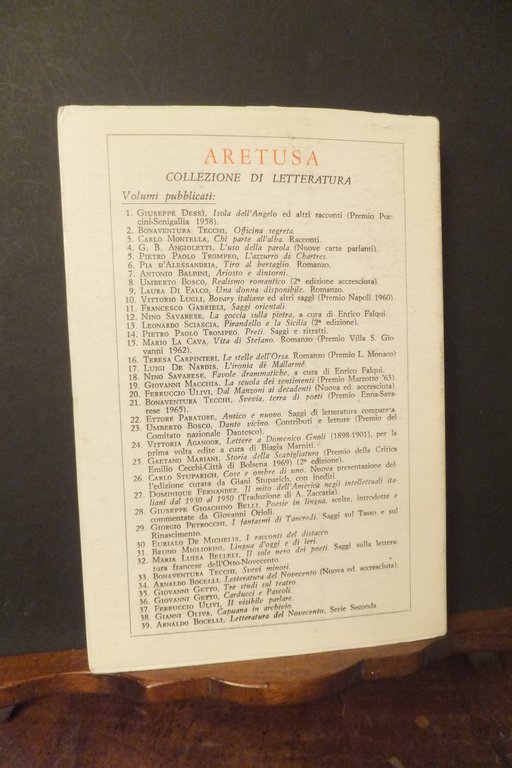 ARETUSA
COLLEZIONE DI LETTERATURA
Volumi pubblicati:
1. GIUSEPPE DESSÌ, Isola dell'Angelo ed altri racconti (Premio Puc-
cini-Senigallia 1958).
2. BONAVENTURA TECCHI, Officina segreta.
3. CARLO MONTELLA, Chi parte all'alba. Racconti.
4. G. B. ANGIOLETTI, L'uso della parola (Nuove carte parlanti).
5. PIETRO PAOLO TROMPEO, L'azzurro di Chartres.
6. PIA D'ALESSANDRIA, Tiro al bersaglio. Romanzo.
7. ANTONIO BALDINI, Ariosto e dintorni.
8. UMBERTO BOSCO, Realismo romantico (2ª edizione accresciuta).
9. LAURA DI FALCO, Una donna disponibile. Romanzo.
10. VITTORIO LUGLI, Bovary italiane ed altri saggi (Premio Napoli 1960).
11. FRANCESCO GABRIELI, Saggi orientali.
12. NINO SAVARESE, La goccia sulla pietra, a cura di Enrico Falqui.
13. LEONARDO SCIASCIA, Pirandello e la Sicilia (2ª edizione).
14. PIETRO PAOLO TROMPEO, Preti. Saggi e ritratti.
15. MARIO LA CAVA, Vita di Stefano. Romanzo (Premio Villa S. Gio
vanni 1962).
16. TERESA CARPINTERI, Le stelle dell'Orsa. Romanzo (Premio L. Monaco)
17. LUIGI DE NARDIS, L'ironia di Mallarmé.
18. NINO SAVARESE, Favole drammatiche, a cura di Enrico Falqui.
19. GIOVANNI MACCHIA, La scuola dei sentimenti (Premio Marzotto '63)
20. FERRUCCIO ULIVI, Dal Manzoni ai decadenti (Nuova ed. accresciuta).
21. BONAVENTURA TECCHI, Svevia, terra di poeti (Premio Enna-Sava-
rese 1965).
22. ETTORE PARATORE, Antico e nuovo. Saggi di letteratura comparata.
23. UMBERTO BOSCO, Dante vicino. Contributi e letture (Premio del
Comitato nazionale Dantesco).
24. VITTORIA AGANOOR, Lettere a Domenico Gnoli (1898-1901), per la
prima volta edite a cura di Biagia Marniti.
25. GAETANO MARIANI, Storia della Scapigliatura (Premio della Critica
Emilio Cecchi-Città di Bolsena 1969) (2ª edizione).
26. CARLO STUPARICH, Cose e ombre di uno. Nuova presentazione del-
l'edizione curata da Giani Stuparich, con inediti.
27. DOMINIQUE FERNANDEZ, Il mito dell'America negli intellettuali ita-
liani dal 1930 al 1950 (Traduzione di A. Zaccaria).
28. GIUSEPPE GIOACHINO BELLI, Poesie in lingua, scelte, introdotte e
commentate da Giovanni Orioli.
29. GIORGIO PETROCCHI, I fantasmi di Tancredi. Saggi sul Tasso e sul
Rinascimento.
30. EURIALO DE MICHELIS, I racconti del distacco
31. BRUNO MIGLIORINI, Lingua d'oggi e di ieri.
32. MARIA LUISA BELLELI, Il sole nero dei poeti Saggi sulla lettera-
tura francese dell'Otto-Novecento.
33. BONAVENTURA TECCHI, Svevi minori.
34. ARNALDO BOCELLI, Letteratura del Novecento (Nuova ed. accresciuta).
35. GIOVANNI GETTO, Tre studi sul teatro.
36. GIOVANNI GETTO, Carducci e Pascoli.
37. FERRUCCIO ULIVI, Il visibile parlare.
38. GIANNI OLIVA, Capuana in archivio.
39. ARNALDO BOCELLI, Letteratura del Novecento, Serie Seconda